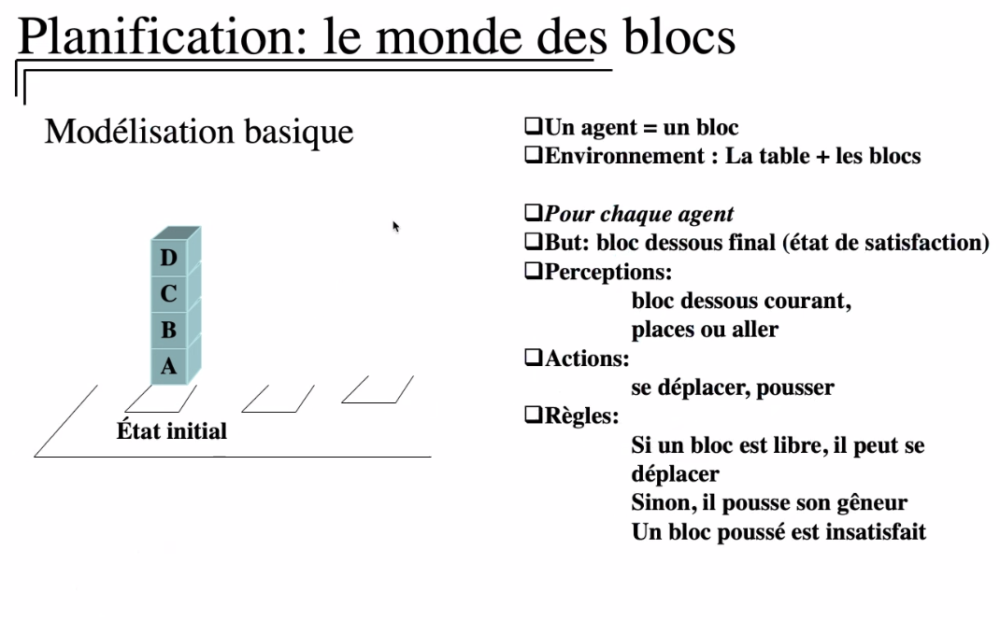 Planification: le monde des blocs
Modélisation basique
D
C
B
A
État initial
❑Un agent = un bloc
❑Environnement : La table + les blocs
❑Pour chaque agent
❑But: bloc dessous final (état de satisfaction)
❑Perceptions:
bloc dessous courant,
places ou aller
❑Actions:
se déplacer, pousser
❑Règles:
Si un bloc est libre, il peut se
déplacer
Sinon, il pousse son gêneur
Un bloc poussé est insatisfait